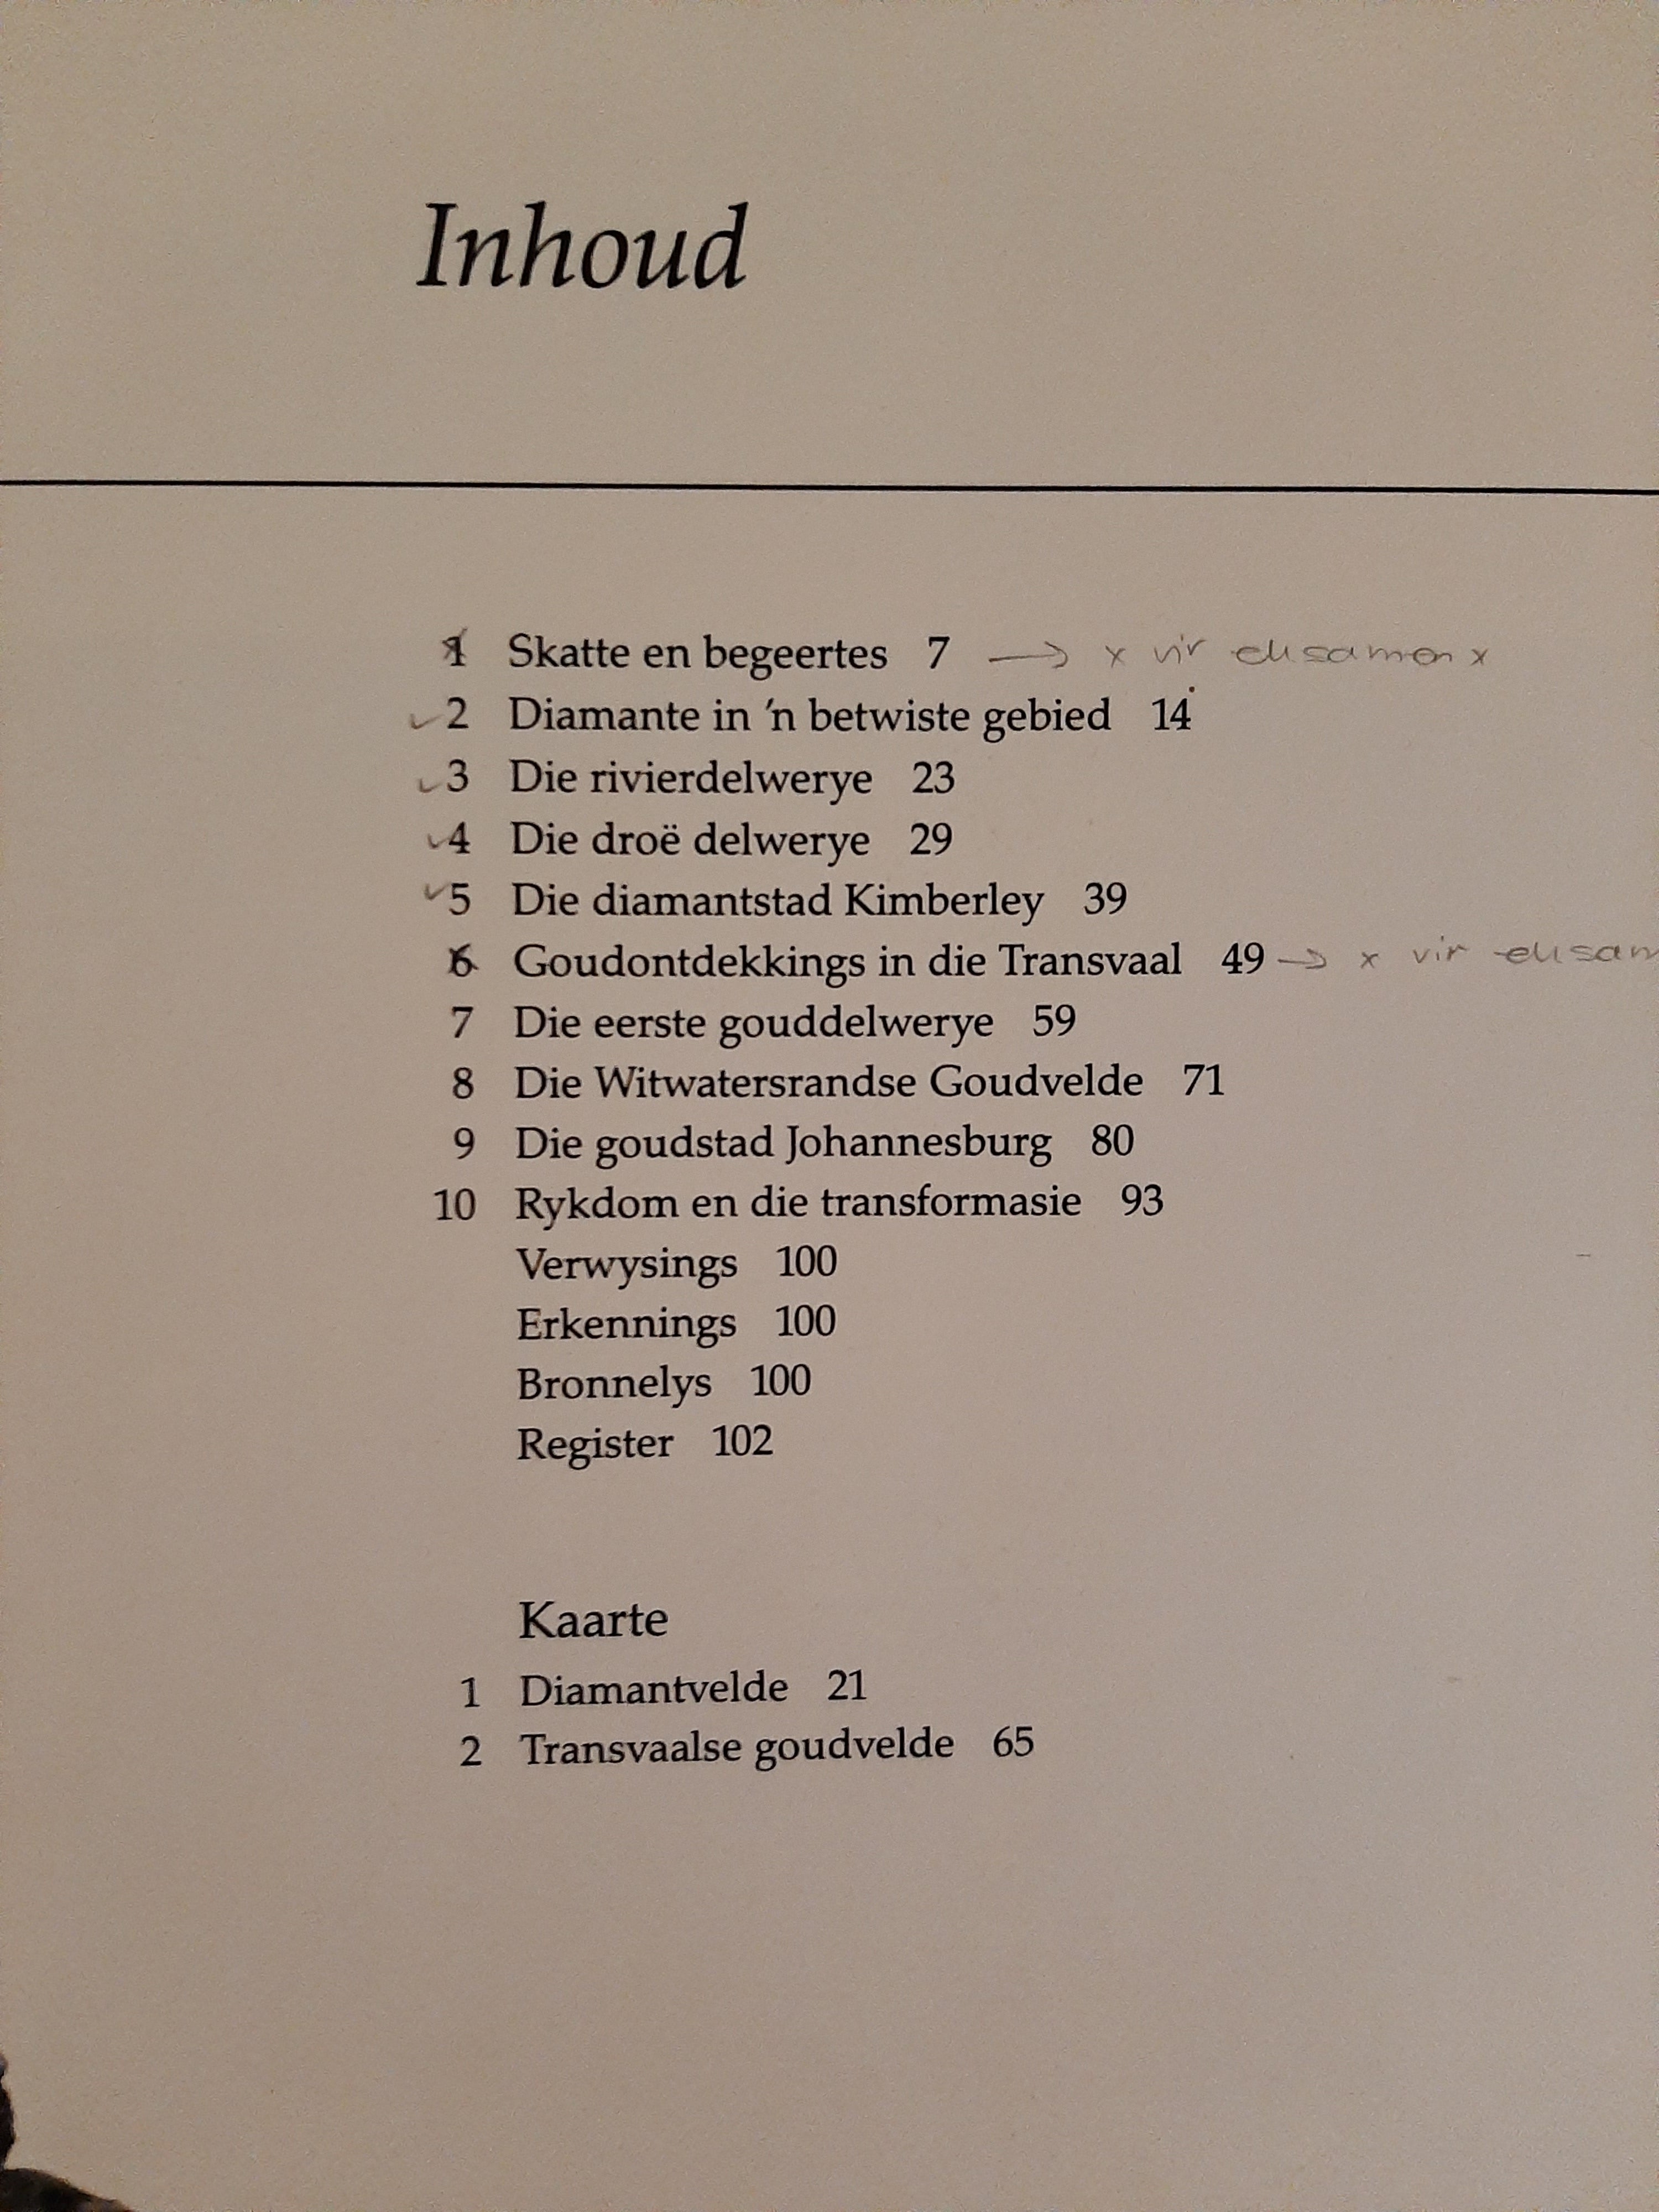 Inhoud
1 Skatte en begeertes 7 → x vir eksamen x
2 Diamante in 'n betwiste gebied 14
3 Die rivierdelwerye 23
4 Die droë delwerye 29
5 Die diamantstad Kimberley 39
6 Goudontdekkings in die Transvaal 49 → x vir eksam
7 Die eerste gouddelwerye 59
8 Die Witwatersrandse Goudvelde 71
9 Die goudstad Johannesburg 80
10 Rykdom en die transformasie 93
Verwysings 100
Erkennings 100
Bronnelys 100
Register 102
Kaarte
1 Diamantvelde 21
2 Transvaalse goudvelde 65